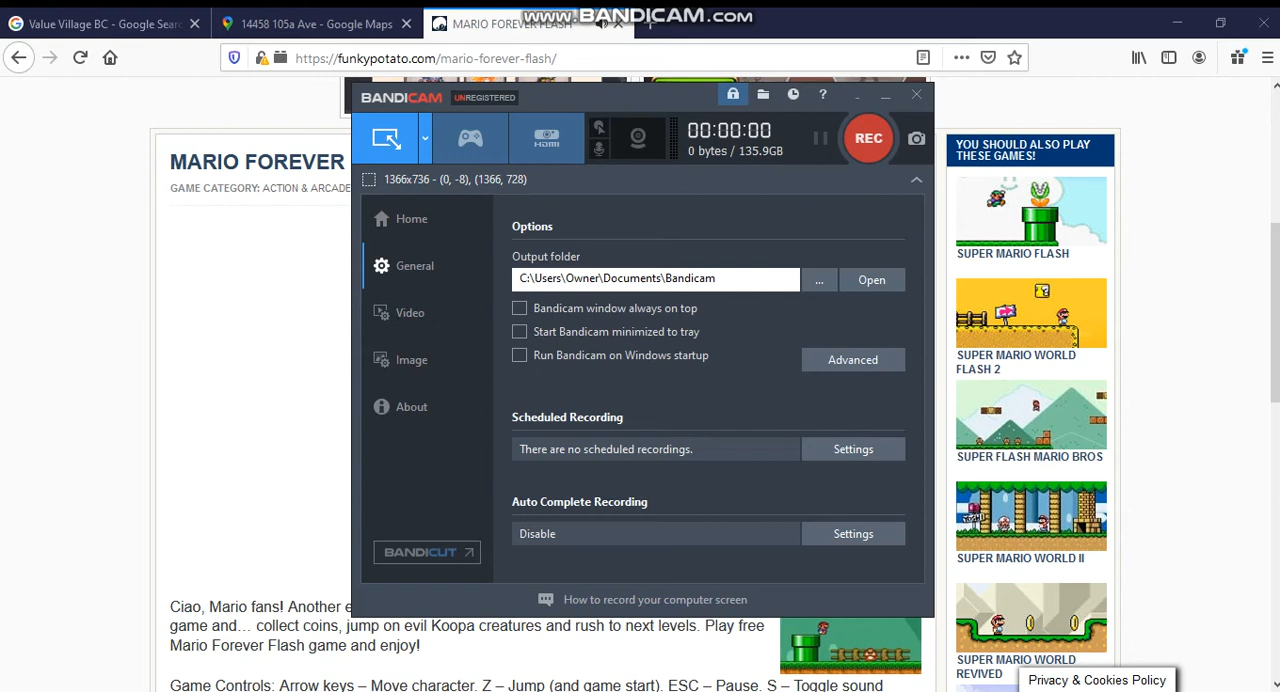 Value Village BC - Google Sear
14458 105a Ave - Google Maps
MARIO FOREVER FLASH
www.BANDICAM.com
https://funkypotato.com/mario-forever-flash/
BANDICAM UNREGISTERED
?
HDMI
00:00:00
0 bytes / 135.9GB
REC
1366x736 - (0, -8), (1366, 728)
MARIO FOREVER
GAME CATEGORY: ACTION & ARCADE
Home
General
Video
Image
About
BANDICUT
Options
Output folder
C:\Users\Owner\Documents\Bandicam
...
Open
Bandicam window always on top
Start Bandicam minimized to tray
Run Bandicam on Windows startup
Advanced
Scheduled Recording
There are no scheduled recordings.
Settings
Auto Complete Recording
Disable
Settings
How to record your computer screen
YOU SHOULD ALSO PLAY
THESE GAMES!
SUPER MARIO FLASH
SUPER MARIO WORLD
FLASH 2
SUPER FLASH MARIO BROS
SUPER MARIO WORLD II
SUPER MARIO WORLD
REVIVED
Ciao, Mario fans! Another e
game and... collect coins, jump on evil Koopa creatures and rush to next levels. Play free
Mario Forever Flash game and enjoy!
Game Controls: Arrow keys – Move character. Z – Jump (and game start). ESC – Pause. S – Toggle sound
Privacy & Cookies Policy